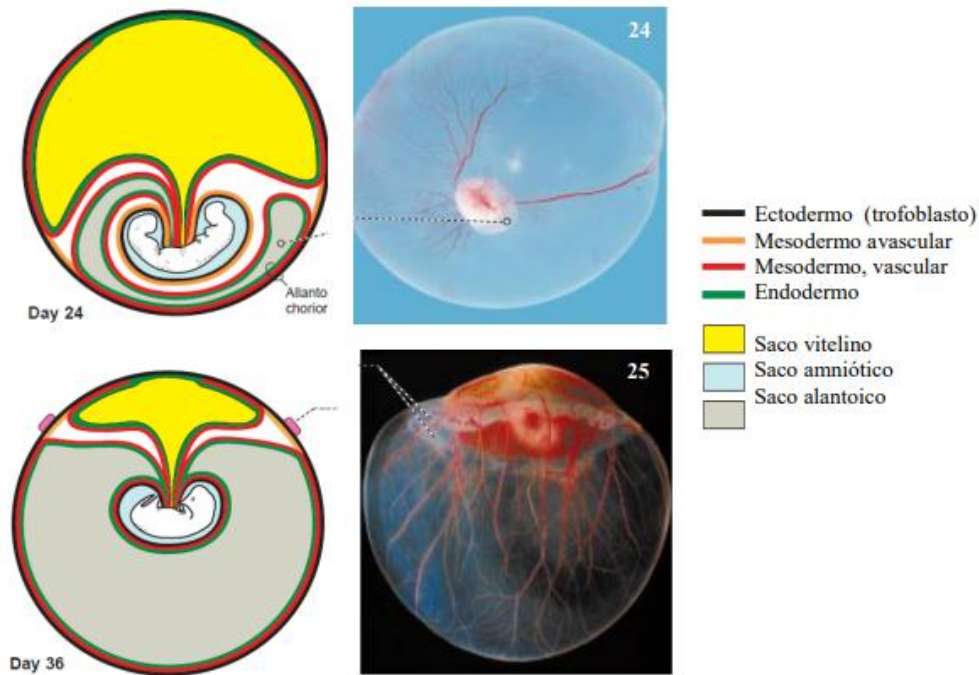 24
Allanto
chorior
Day 24
Ectodermo (trofoblasto)
Mesodermo avascular
Mesodermo, vascular
Endodermo
Saco vitelino
Saco amniótico
Saco alantoico
25
Day 36